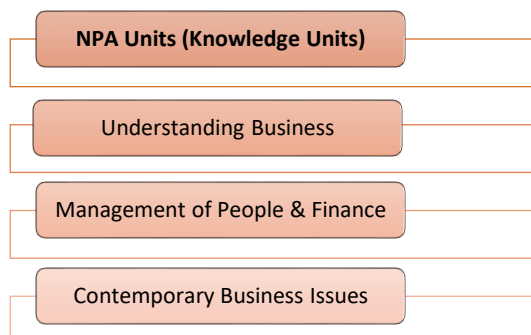 NPA Units (Knowledge Units)
Understanding Business
Management of People & Finance
Contemporary Business Issues